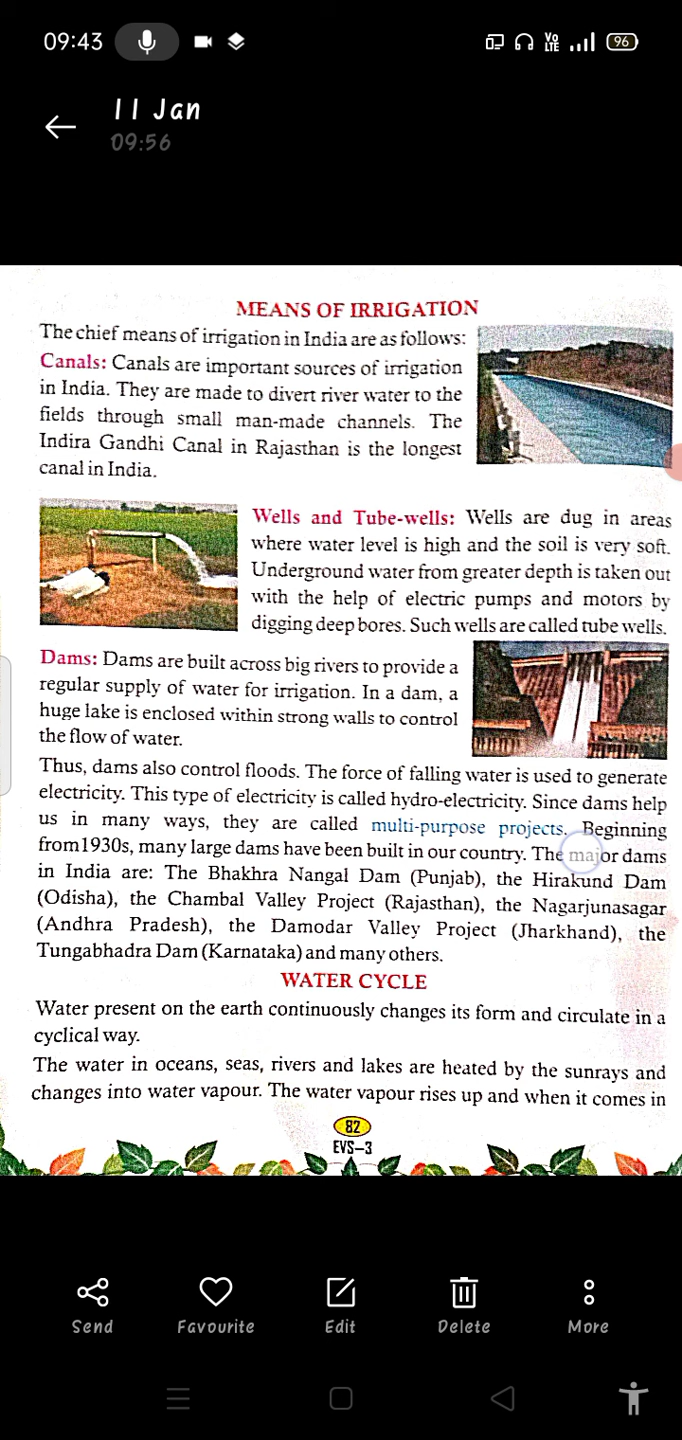 09:43
VO LTE
96
11 Jan
09:56
MEANS OF IRRIGATION
The chief means of irrigation in India are as follows:
Canals: Canals are important sources of irrigation
in India. They are made to divert river water to the
fields through small man-made channels. The
Indira Gandhi Canal in Rajasthan is the longest
canal in India.
Wells and Tube-wells: Wells are dug in areas
where water level is high and the soil is very soft.
Underground water from greater depth is taken out
with the help of electric pumps and motors by
digging deep bores. Such wells are called tube wells.
Dams: Dams are built across big rivers to provide a
regular supply of water for irrigation. In a dam, a
huge lake is enclosed within strong walls to control
the flow of water.
Thus, dams also control floods. The force of falling water is used to generate
electricity. This type of electricity is called hydro-electricity. Since dams help
us in many ways, they are called multi-purpose projects. Beginning
from1930s, many large dams have been built in our country. The major dams
in India are: The Bhakhra Nangal Dam (Punjab), the Hirakund Dam
(Odisha), the Chambal Valley Project (Rajasthan), the Nagarjunasagar
(Andhra Pradesh), the Damodar Valley Project (Jharkhand), the
Tungabhadra Dam (Karnataka) and many others.
WATER CYCLE
Water present on the earth continuously changes its form and circulate in a
cyclical way.
The water in oceans, seas, rivers and lakes are heated by the sunrays and
changes into water vapour. The water vapour rises up and when it comes in
82
EVS–3
Send
Favourite
Edit
Delete
More